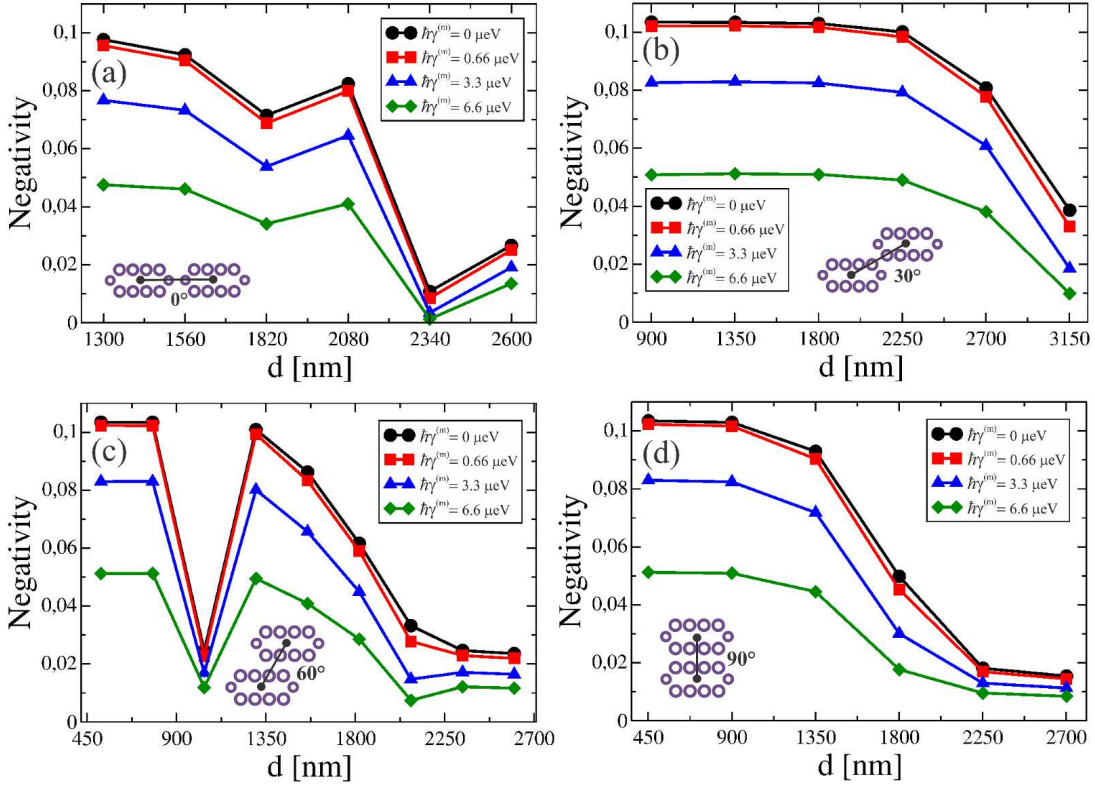 0,1
0,08
0,06
0,04
0,02
0
Negativity
(a)
ħγ⁽ᵐ⁾= 0 μeV
ħγ⁽ᵐ⁾= 0.66 μeV
ħγ⁽ᵐ⁾= 3.3 μeV
ħγ⁽ᵐ⁾= 6.6 μeV
0°
1300 1560 1820 2080 2340 2600
d [nm]
0,1
0,08
0,06
0,04
0,02
0
Negativity
(b)
ħγ⁽ᵐ⁾= 0 μeV
ħγ⁽ᵐ⁾= 0.66 μeV
ħγ⁽ᵐ⁾= 3.3 μeV
ħγ⁽ᵐ⁾= 6.6 μeV
30°
900 1350 1800 2250 2700 3150
d [nm]
0,1
0,08
0,06
0,04
0,02
0
Negativity
(c)
ħγ⁽ᵐ⁾= 0 μeV
ħγ⁽ᵐ⁾= 0.66 μeV
ħγ⁽ᵐ⁾= 3.3 μeV
ħγ⁽ᵐ⁾= 6.6 μeV
60°
450 900 1350 1800 2250 2700
d [nm]
0,1
0,08
0,06
0,04
0,02
0
Negativity
(d)
ħγ⁽ᵐ⁾= 0 μeV
ħγ⁽ᵐ⁾= 0.66 μeV
ħγ⁽ᵐ⁾= 3.3 μeV
ħγ⁽ᵐ⁾= 6.6 μeV
90°
450 900 1350 1800 2250 2700
d [nm]